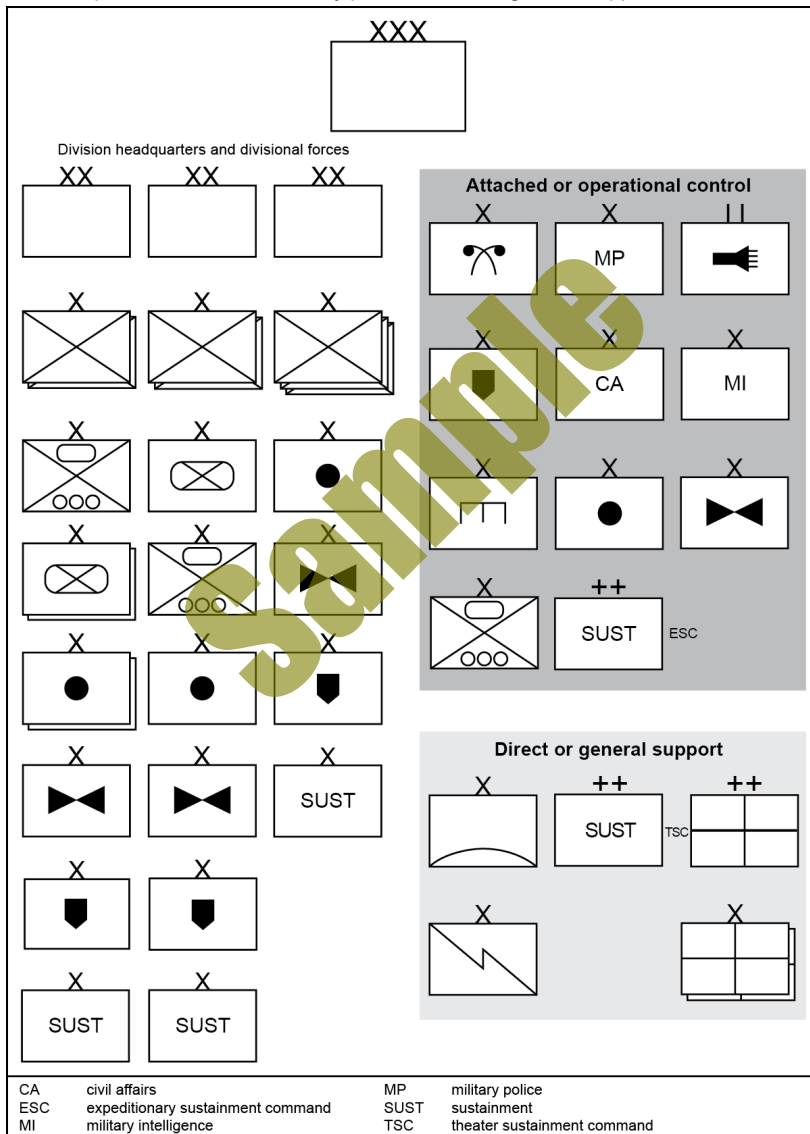 XXX
Division headquarters and divisional forces
XX XX XX
X X X
X X X
X X X
X X X
X X X
SUST
X X
X X
SUST SUST
Attached or operational control
X X II
MP
X X X
CA MI
X X X
X ++
SUST ESC
Direct or general support
X ++ ++
SUST TSC
X X
Sample
CA civil affairs
ESC expeditionary sustainment command
MI military intelligence
MP military police
SUST sustainment
TSC theater sustainment command